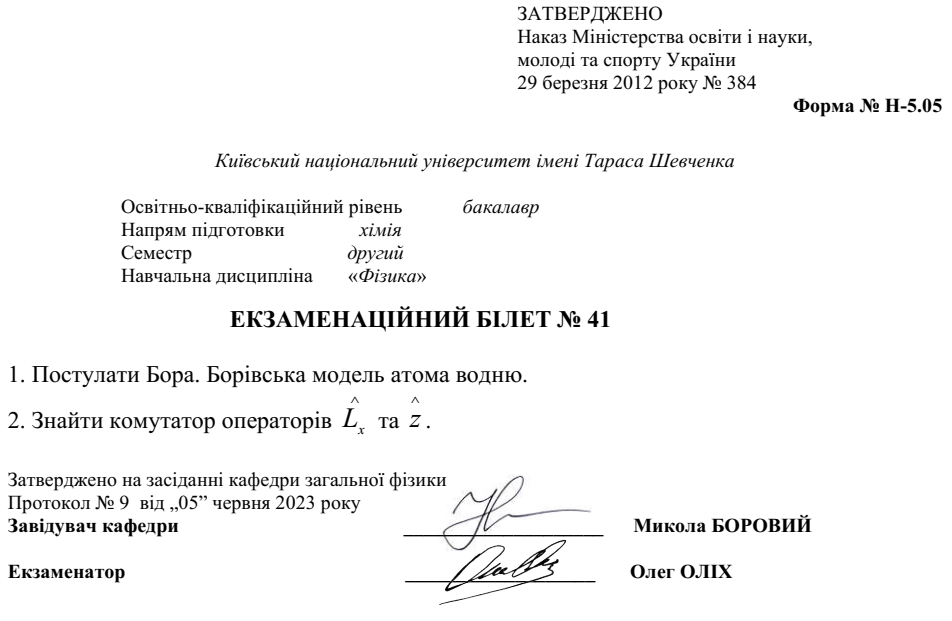 ЗАТВЕРДЖЕНО
Наказ Міністерства освіти і науки,
молоді та спорту України
29 березня 2012 року № 384
Форма № Н-5.05
Київський національний університет імені Тараса Шевченка
Освітньо-кваліфікаційний рівень бакалавр
Напрям підготовки хімія
Семестр другий
Навчальна дисципліна «Фізика»
ЕКЗАМЕНАЦІЙНИЙ БІЛЕТ № 41
1. Постулати Бора. Борівська модель атома водню.
2. Знайти комутатор операторів L̂ₓ та ẑ.
Затверджено на засіданні кафедри загальної фізики
Протокол № 9 від „05” червня 2023 року
Завідувач кафедри Микола БОРОВИЙ
Екзаменатор Олег ОЛІХ